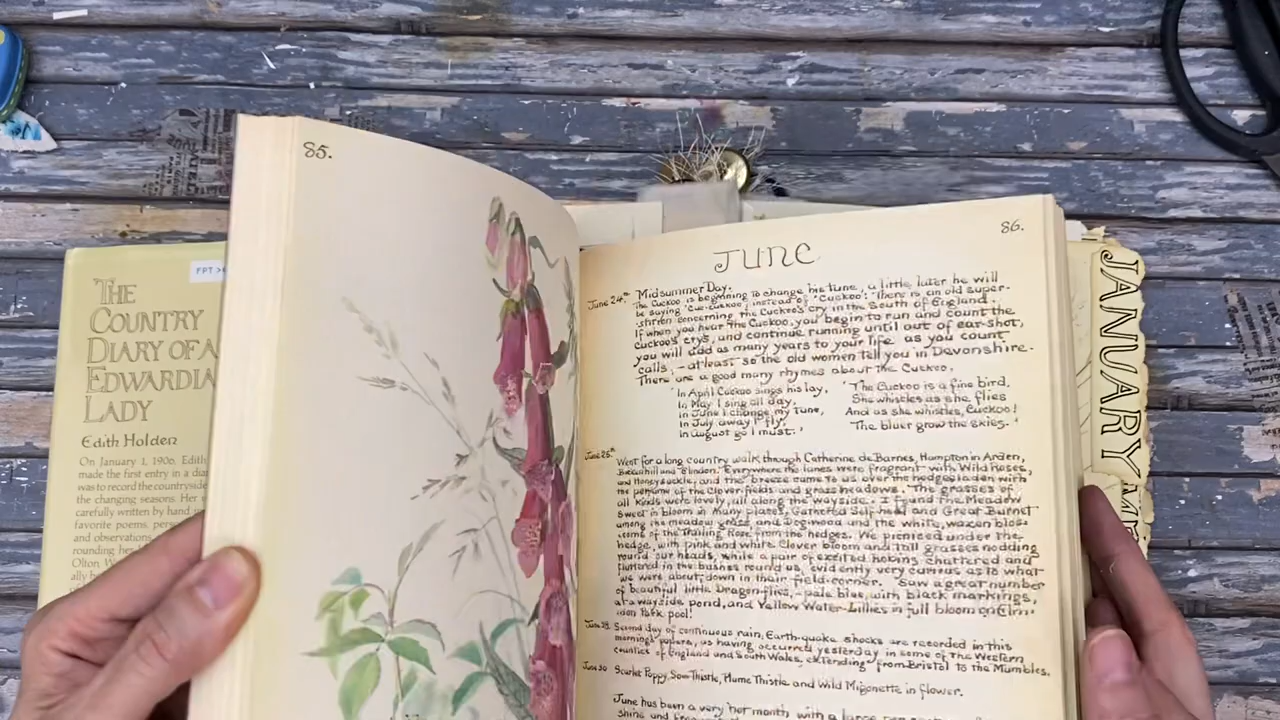 85.
THE
COUNTRY
DIARY OF A
EDWARDIA
LADY
Edith Holden
On January 1, 1906, Edith
made the first entry in a dia
was to record the countryside
the changing seasons. Her
carefully written by hand,
favorite poems, pers
and observations,
rounding her
Olton, W
ally b
FPT
86.
JUNE
June 24th. Midsummer Day.
The Cuckoo is beginning to change his tune, a little later he will
be saying "Cuc-cuckoo", instead of 'Cuckoo'. There is an old super-
-stition concerning the Cuckoo's cry in the South of England.
If when you hear the Cuckoo, you begin to run and count the
cuckoo's crys, and continue running until out of ear-shot,
you will add as many years to your life as you count
calls, - at least so the old women tell you in Devonshire.
There are a good many rhymes about the Cuckoo.
In April Cuckoo sings his lay,
In May I sing all day,
In June I change my tune,
In July away I fly,
In August go I must.'
'The Cuckoo is a fine bird,
She whistles as she flies
And as she whistles, Cuckoo!
The bluer grow the skies.'
June 25th. Went for a long country walk through Catherine de Barnes, Hampton in Arden,
Bickenhill and Elmdon. Everywhere the lanes were fragrant with Wild Roses,
and Honeysuckle, and the breeze came to us over the hedges laden with
the perfume of the Clover-fields and grass meadows. The grasses of
all kinds were lovely all along the wayside. I found Meadow
Sweet in bloom in many places, Gathered Self-heal and Great Burnet
among the meadow grass, and Dogwood and the white, waxen blos-
-soms of the Trailing Rose from the hedges. We picniced under the
hedge, with pink and white Clover bloom and tall grasses nodding
round our heads, while a pair of excited Robins chattered and
fluttered in the bushes round us, evidently very curious as to what
we were about, down in their field-corner. Saw a great number
of beautiful little Dragon-flies, - pale blue, with black markings,
at a wayside pond, and Yellow Water-Lillies in full bloom on Elm-
-don Park pool!
Second day of continuous rain, Earth-quake shocks are recorded in this
morning's papers, as having occurred yesterday in some of the Western
counties of England and South Wales, extending from Bristol to the Mumbles.
June 30 Scarlet Poppy, Sow-Thistle, Plume Thistle and Wild Mignonette in flower.
June has been a very hot month with a large
JANUARY